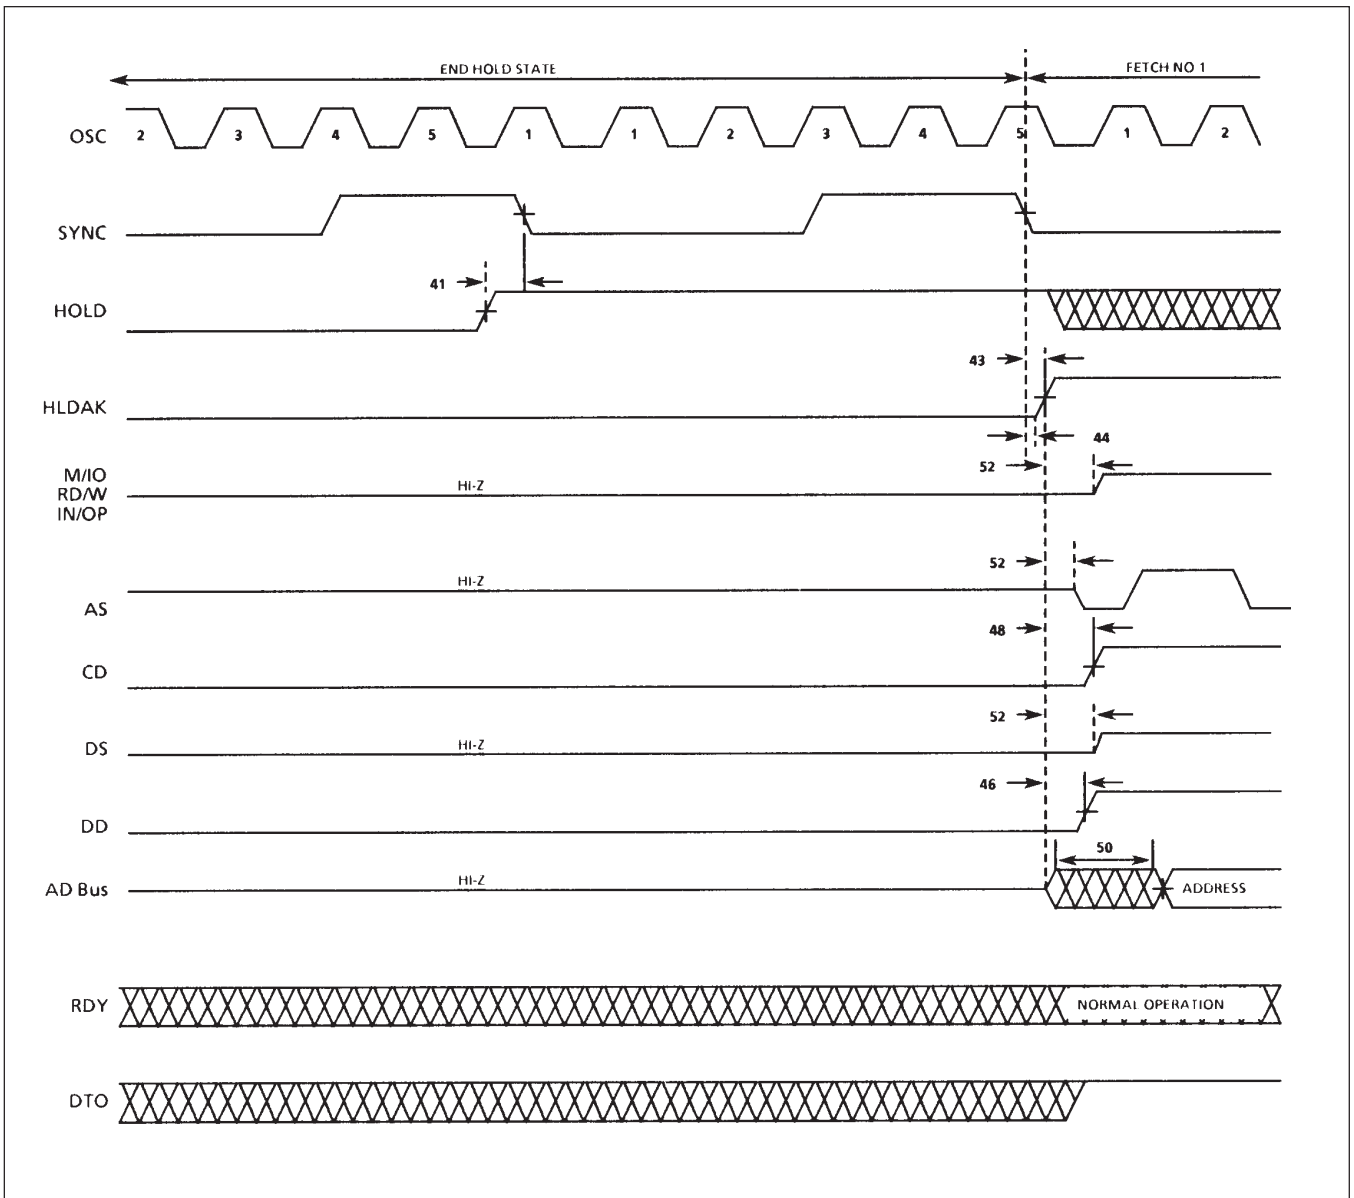 END HOLD STATE
FETCH NO 1
OSC 2 3 4 5 1 1 2 3 4 5 1 2
SYNC
41
HOLD
43
HLDAK
44
52
M/IO
RD/W
IN/OP
HI-Z
52
HI-Z
AS
48
CD
52
DS
HI-Z
46
DD
50
AD Bus
HI-Z
ADDRESS
RDY
NORMAL OPERATION
DTO